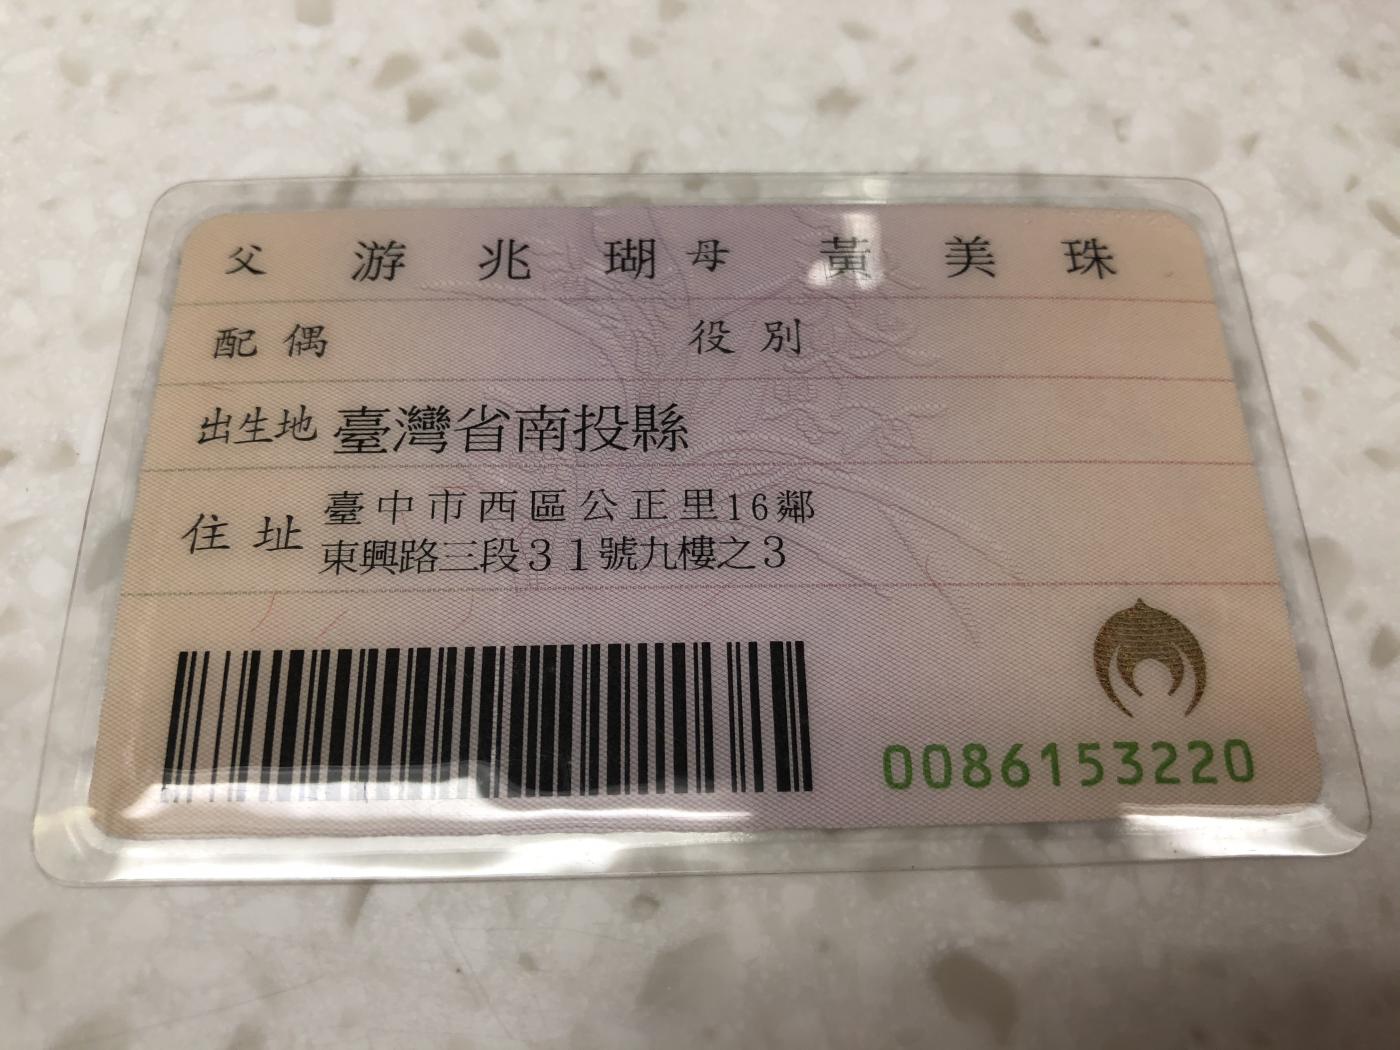 父 游兆瑚 母 黃美珠
配偶 役別
出生地 臺灣省南投縣
住址 臺中市西區公正里16鄰
東興路三段31號九樓之3
0086153220